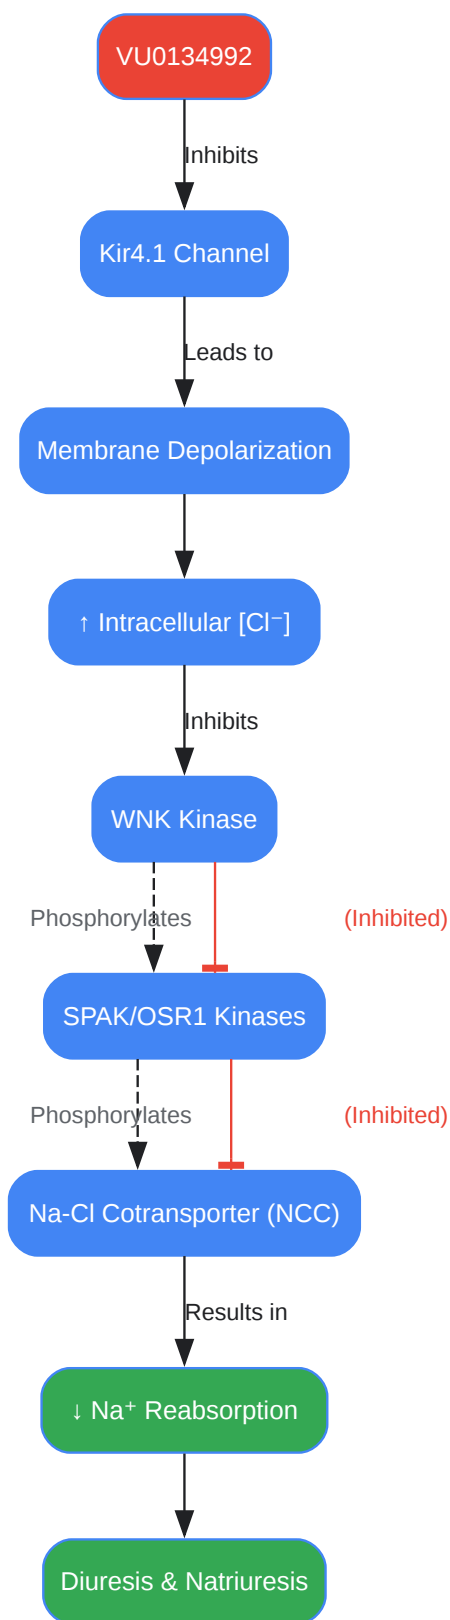 VU0134992
Inhibits
Kir4.1 Channel
Leads to
Membrane Depolarization
↑ Intracellular [Cl⁻]
Inhibits
WNK Kinase
Phosphorylates
(Inhibited)
SPAK/OSR1 Kinases
Phosphorylates
(Inhibited)
Na-Cl Cotransporter (NCC)
Results in
↓ Na⁺ Reabsorption
Diuresis & Natriuresis